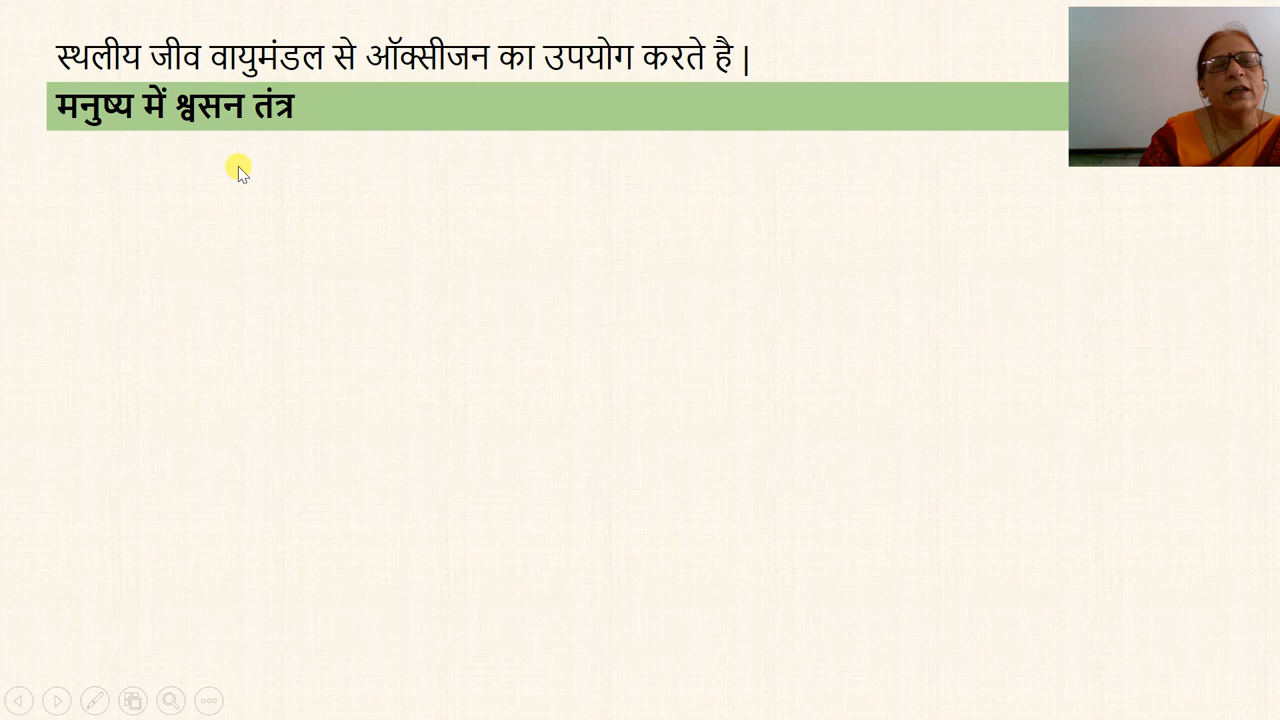 स्थलीय जीव वायुमंडल से ऑक्सीजन का उपयोग करते है |
मनुष्य में श्वसन तंत्र